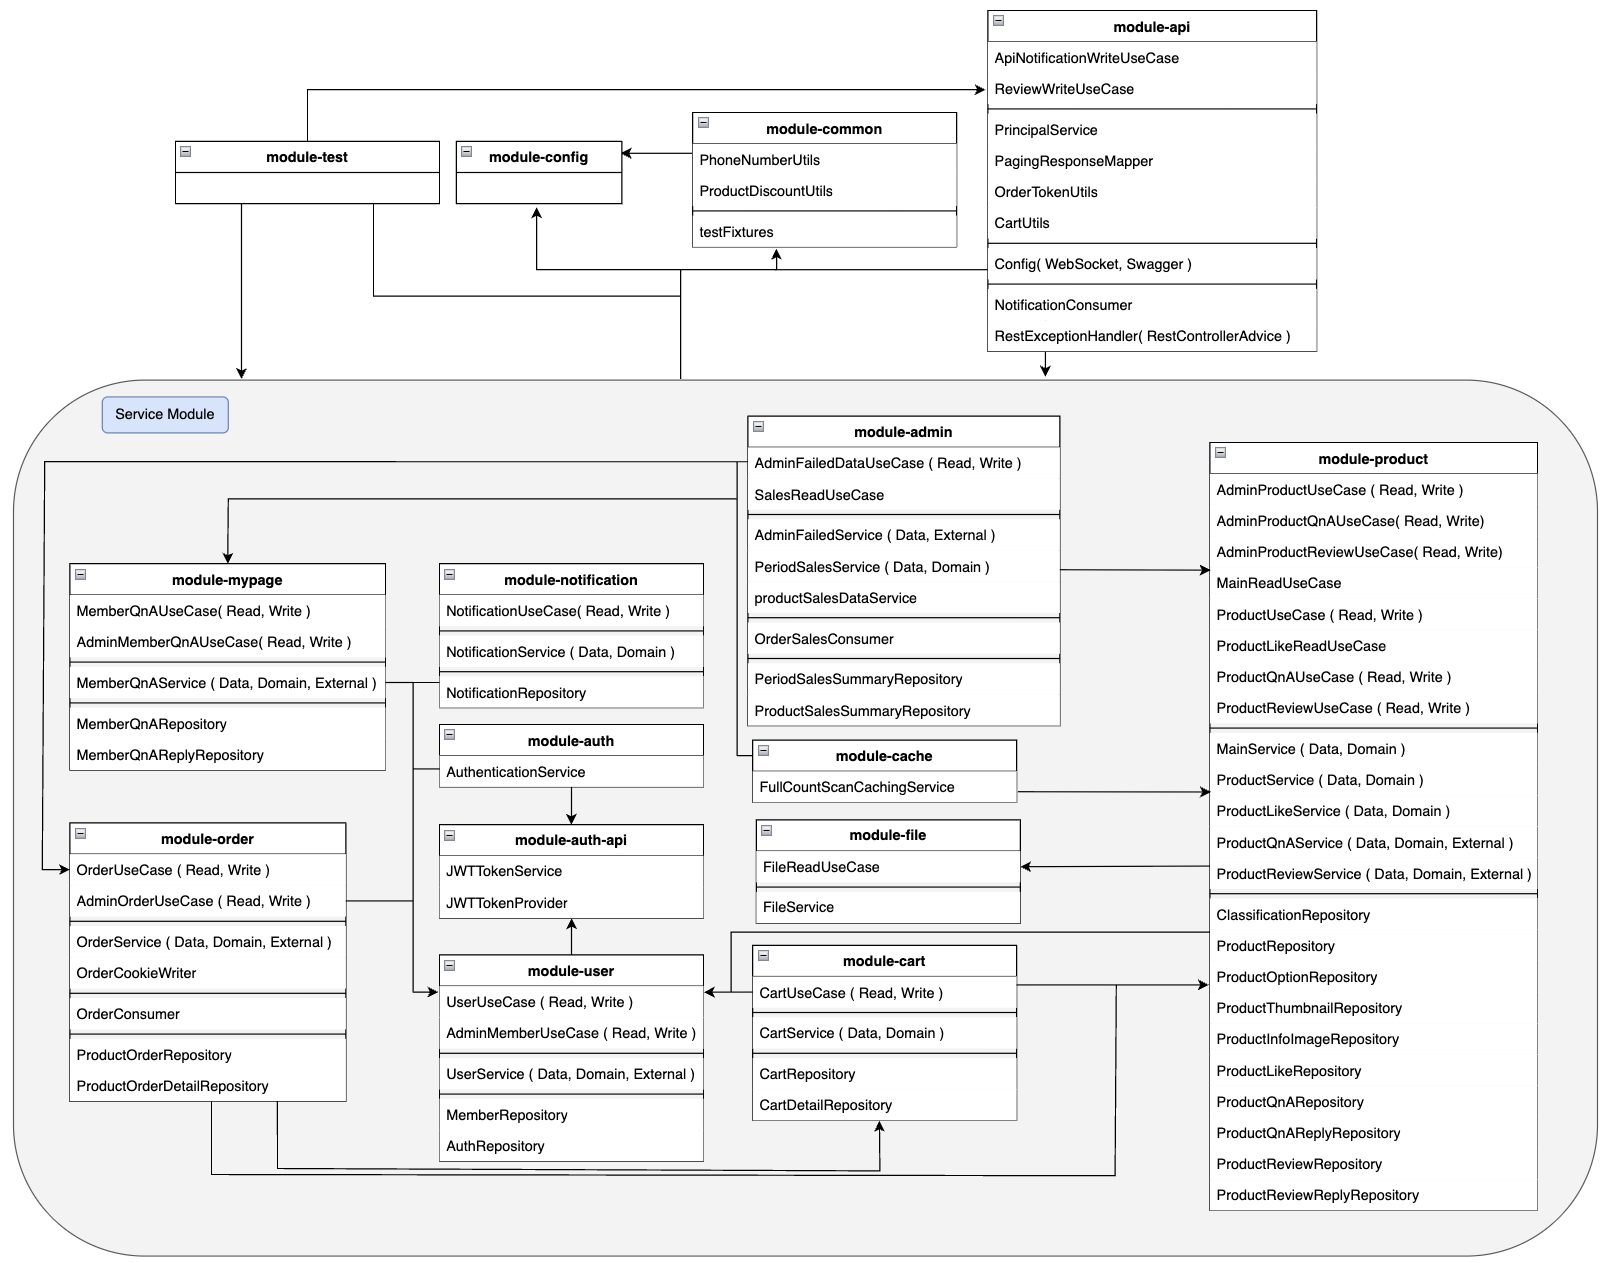 module-api
ApiNotificationWriteUseCase
ReviewWriteUseCase
PrincipalService
PagingResponseMapper
OrderTokenUtils
CartUtils
Config( WebSocket, Swagger )
NotificationConsumer
RestExceptionHandler( RestControllerAdvice )
module-test
module-config
module-common
PhoneNumberUtils
ProductDiscountUtils
testFixtures
Service Module
module-admin
AdminFailedDataUseCase ( Read, Write )
SalesReadUseCase
AdminFailedService ( Data, External )
PeriodSalesService ( Data, Domain )
productSalesDataService
OrderSalesConsumer
PeriodSalesSummaryRepository
ProductSalesSummaryRepository
module-product
AdminProductUseCase ( Read, Write )
AdminProductQnAUseCase( Read, Write)
AdminProductReviewUseCase( Read, Write)
MainReadUseCase
ProductUseCase ( Read, Write )
ProductLikeReadUseCase
ProductQnAUseCase ( Read, Write )
ProductReviewUseCase ( Read, Write )
MainService ( Data, Domain )
ProductService ( Data, Domain )
ProductLikeService ( Data, Domain )
ProductQnAService ( Data, Domain, External )
ProductReviewService ( Data, Domain, External )
ClassificationRepository
ProductRepository
ProductOptionRepository
ProductThumbnailRepository
ProductInfoImageRepository
ProductLikeRepository
ProductQnARepository
ProductQnAReplyRepository
ProductReviewRepository
ProductReviewReplyRepository
module-mypage
MemberQnAUseCase( Read, Write )
AdminMemberQnAUseCase( Read, Write )
MemberQnAService ( Data, Domain, External )
MemberQnARepository
MemberQnAReplyRepository
module-notification
NotificationUseCase( Read, Write )
NotificationService ( Data, Domain )
NotificationRepository
module-auth
AuthenticationService
module-cache
FullCountScanCachingService
module-order
OrderUseCase ( Read, Write )
AdminOrderUseCase ( Read, Write )
OrderService ( Data, Domain, External )
OrderCookieWriter
OrderConsumer
ProductOrderRepository
ProductOrderDetailRepository
module-auth-api
JWTTokenService
JWTTokenProvider
module-file
FileReadUseCase
FileService
module-user
UserUseCase ( Read, Write )
AdminMemberUseCase ( Read, Write )
UserService ( Data, Domain, External )
MemberRepository
AuthRepository
module-cart
CartUseCase ( Read, Write )
CartService ( Data, Domain )
CartRepository
CartDetailRepository